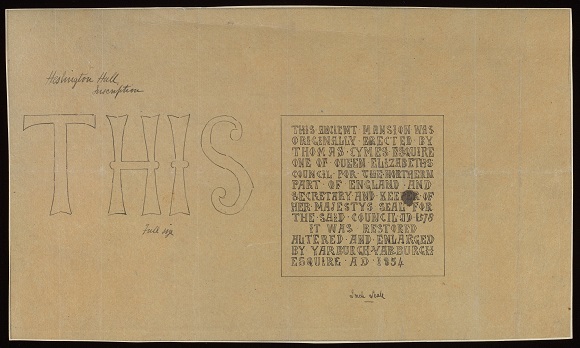 Heslington Hall
Inscription
THIS
Full size
THIS ANCIENT MANSION WAS
ORIGINALLY ERECTED BY
THOMAS · EYMES ESQUIRE
ONE OF QUEEN ELIZABETHS
COUNCIL FOR THE NORTHERN
PART OF ENGLAND AND
SECRETARY AND KEEPER OF
HER MAJESTYS SEAL FOR
THE SAID COUNCIL AD 1578
IT WAS RESTORED
ALTERED AND ENLARGED
BY YARBURGH YARBURGH
ESQUIRE A D 1854
Inch Scale